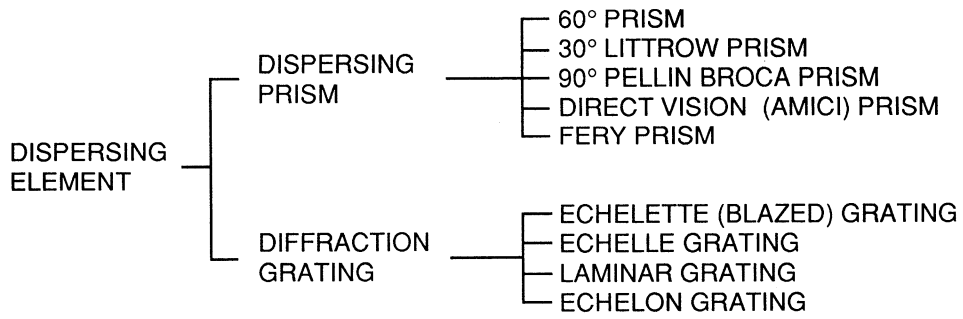 DISPERSING
ELEMENT
DISPERSING
PRISM
60° PRISM
30° LITTROW PRISM
90° PELLIN BROCA PRISM
DIRECT VISION (AMICI) PRISM
FERY PRISM
DIFFRACTION
GRATING
ECHELETTE (BLAZED) GRATING
ECHELLE GRATING
LAMINAR GRATING
ECHELON GRATING